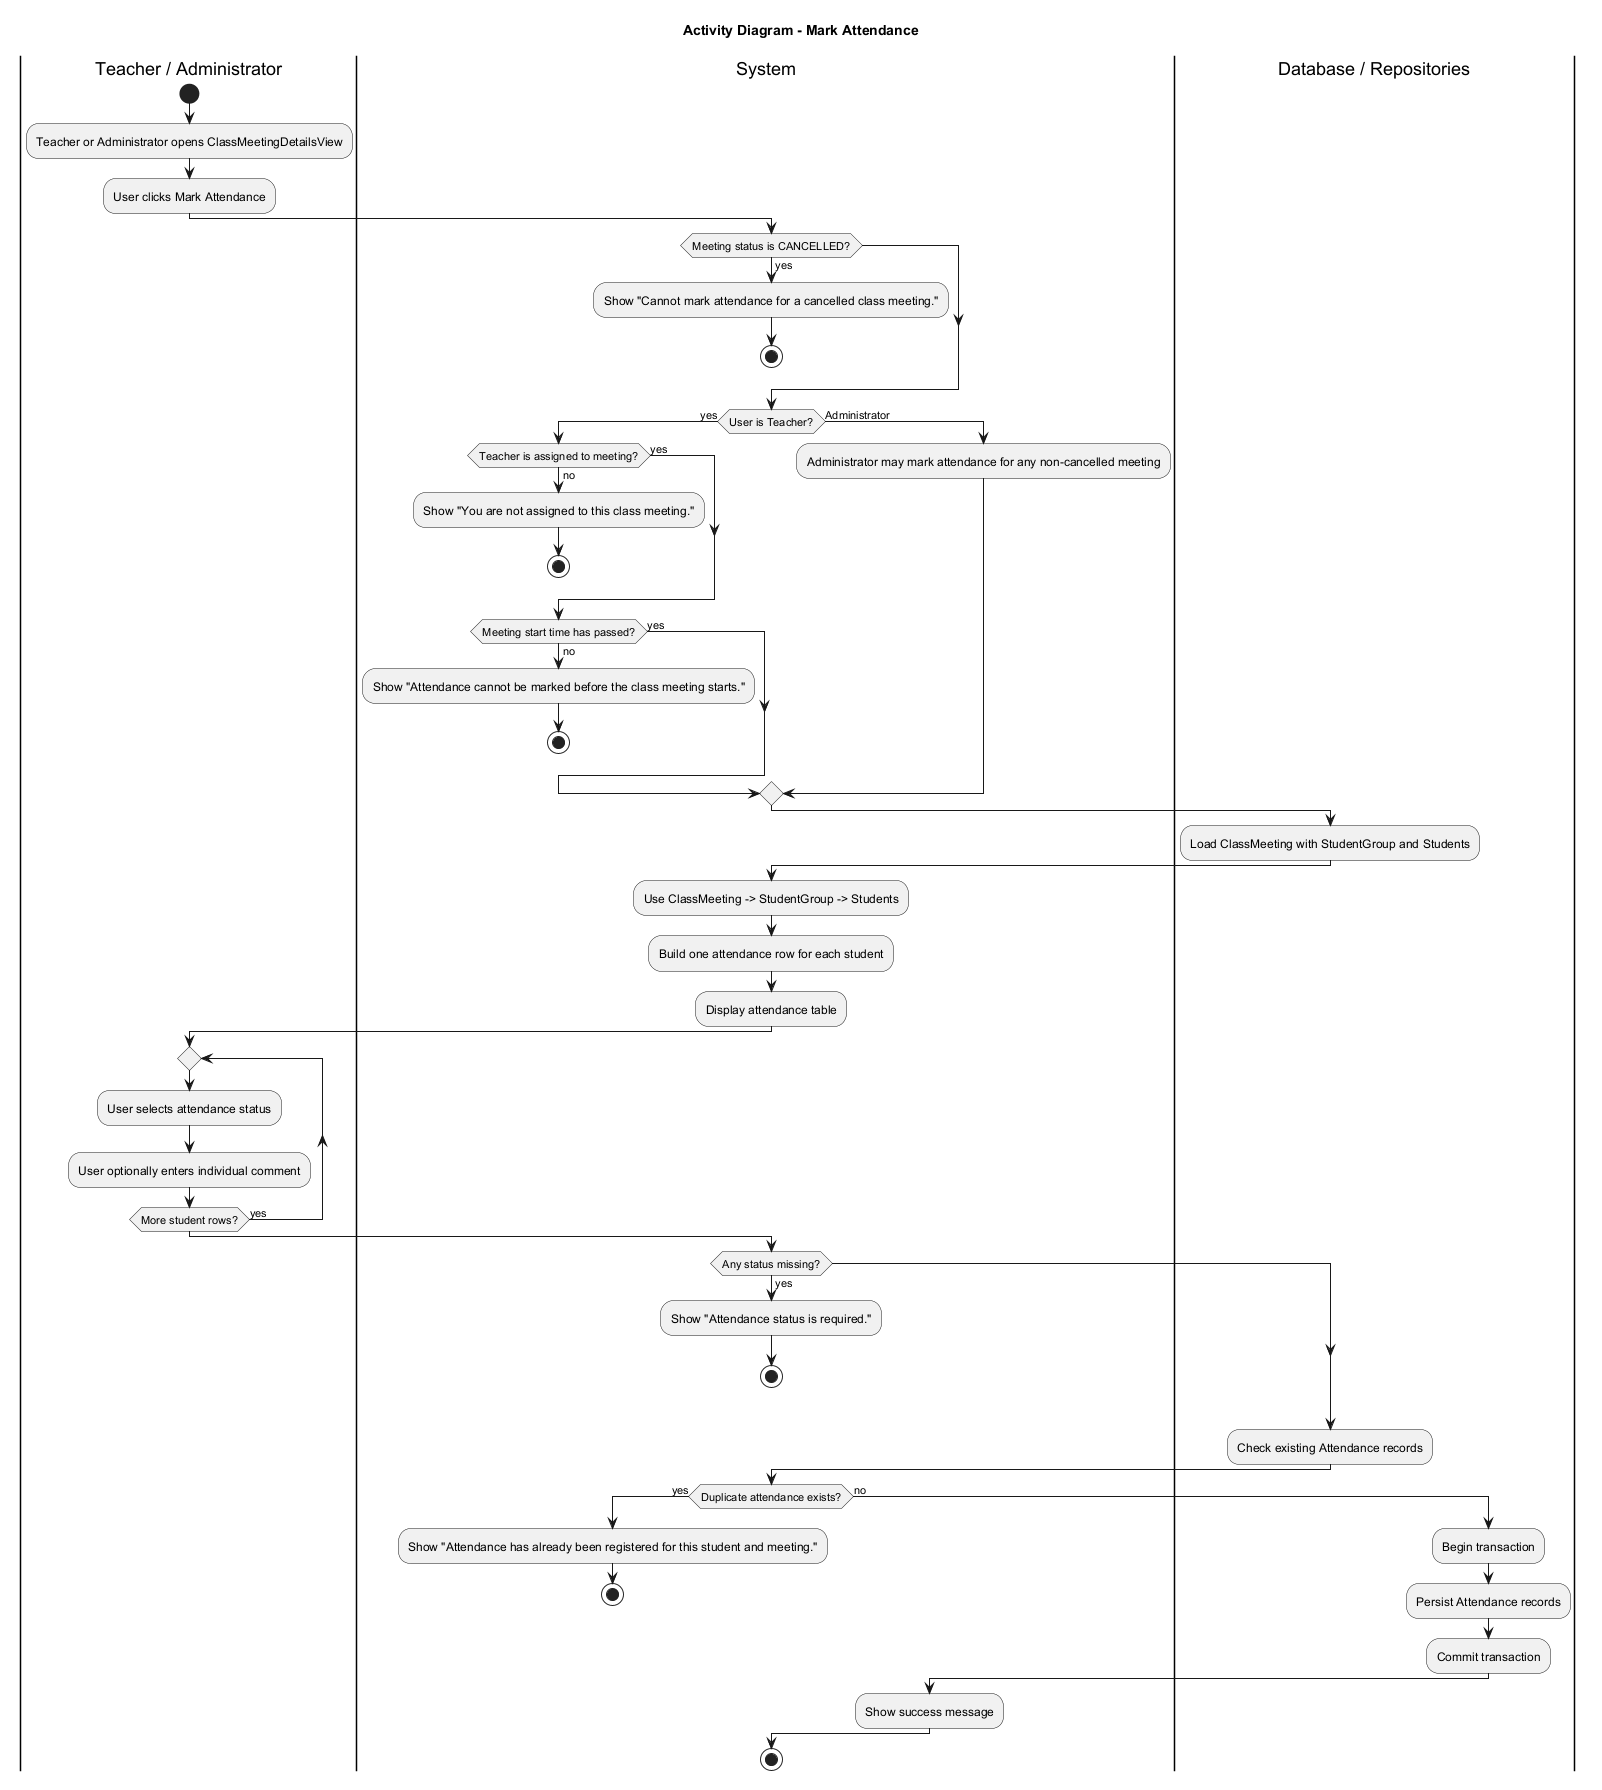 Activity Diagram - Mark Attendance
Teacher / Administrator
System
Database / Repositories
Teacher or Administrator opens ClassMeetingDetailsView
User clicks Mark Attendance
Meeting status is CANCELLED?
yes
Show "Cannot mark attendance for a cancelled class meeting."
yes
User is Teacher?
Administrator
Teacher is assigned to meeting?
yes
Administrator may mark attendance for any non-cancelled meeting
no
Show "You are not assigned to this class meeting."
Meeting start time has passed?
yes
no
Show "Attendance cannot be marked before the class meeting starts."
Load ClassMeeting with StudentGroup and Students
Use ClassMeeting -> StudentGroup -> Students
Build one attendance row for each student
Display attendance table
User selects attendance status
User optionally enters individual comment
More student rows?
yes
Any status missing?
yes
Show "Attendance status is required."
Check existing Attendance records
yes
Duplicate attendance exists?
no
Show "Attendance has already been registered for this student and meeting."
Begin transaction
Persist Attendance records
Commit transaction
Show success message